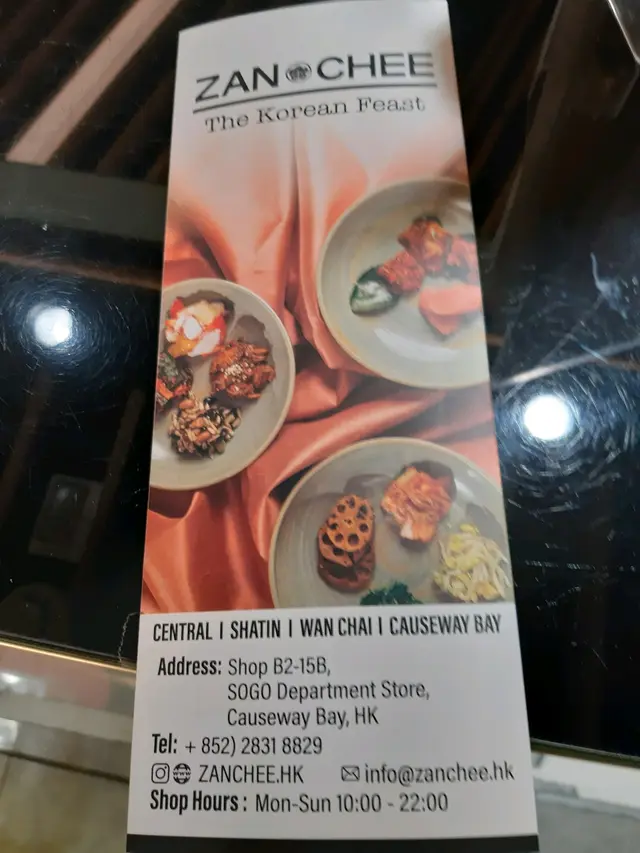 ZAN CHEE
The Korean Feast
CENTRAL I SHATIN I WAN CHAI I CAUSEWAY BAY
Address: Shop B2-15B,
SOGO Department Store,
Causeway Bay, HK
Tel: + 852) 2831 8829
ZANCHEE.HK info@zanchee.hk
Shop Hours : Mon-Sun 10:00 - 22:00